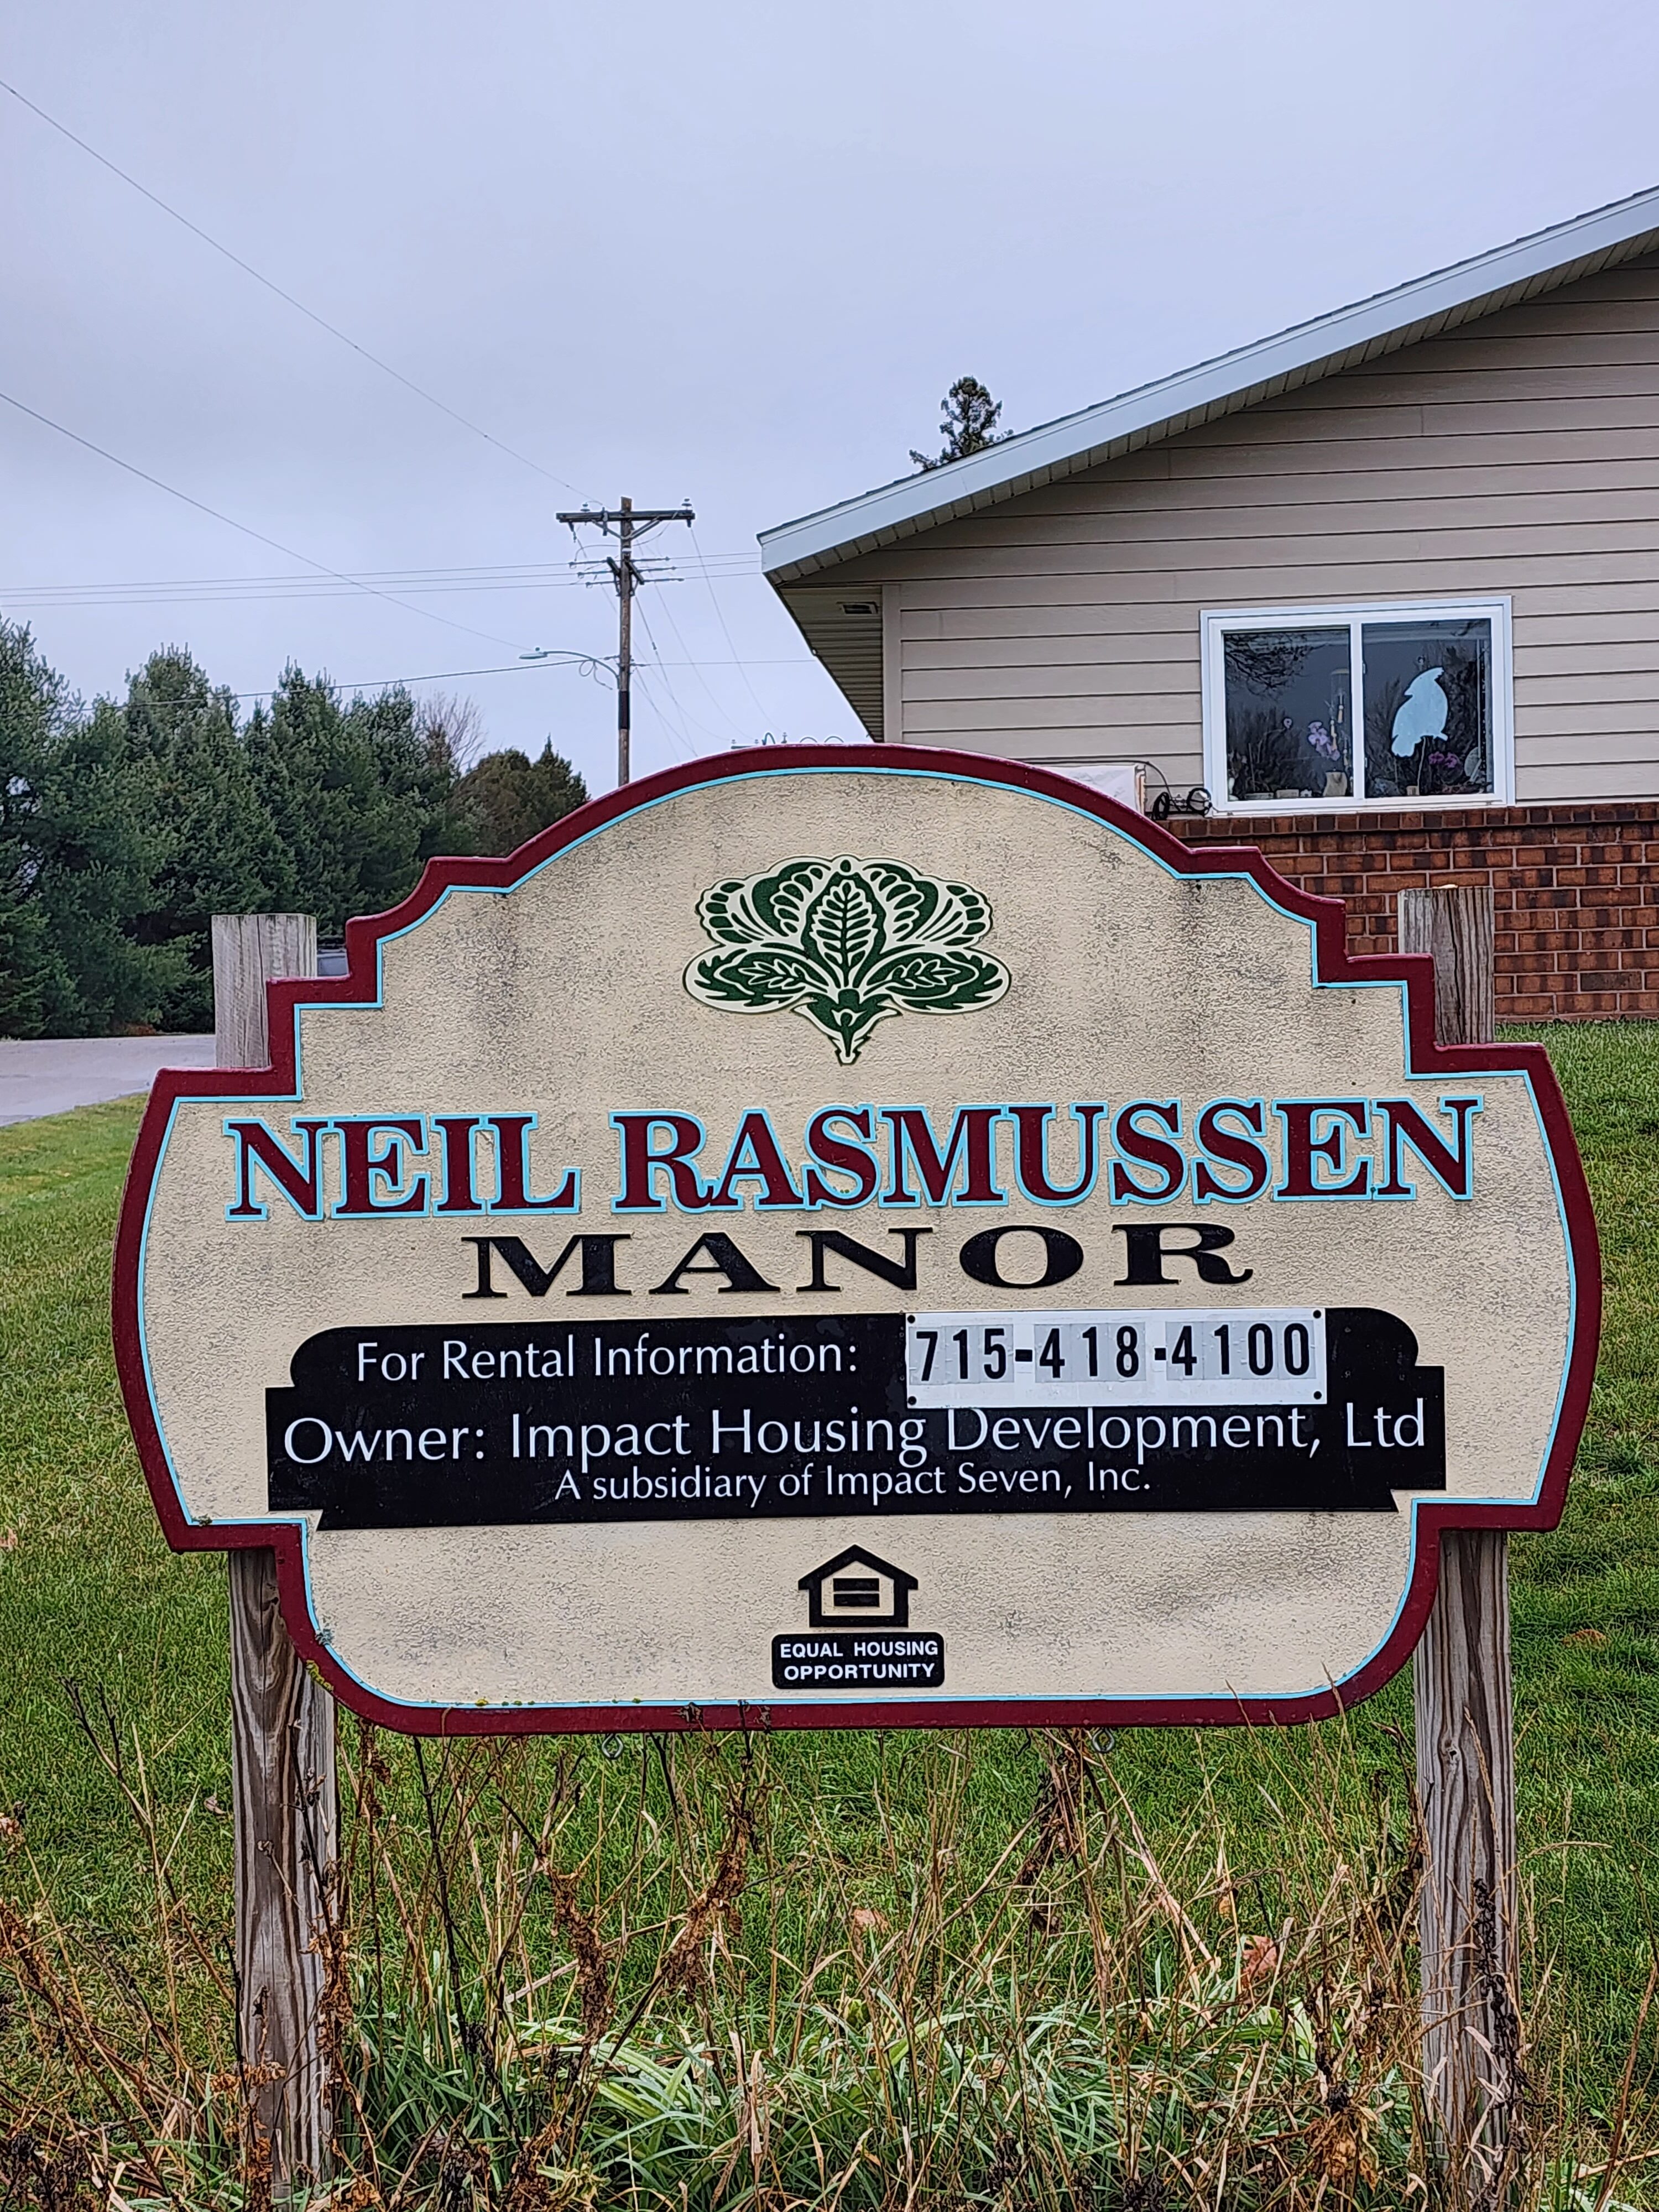 NEIL RASMUSSEN
MANOR
For Rental Information: 715-418-4100
Owner: Impact Housing Development, Ltd
A subsidiary of Impact Seven, Inc.
EQUAL HOUSING
OPPORTUNITY